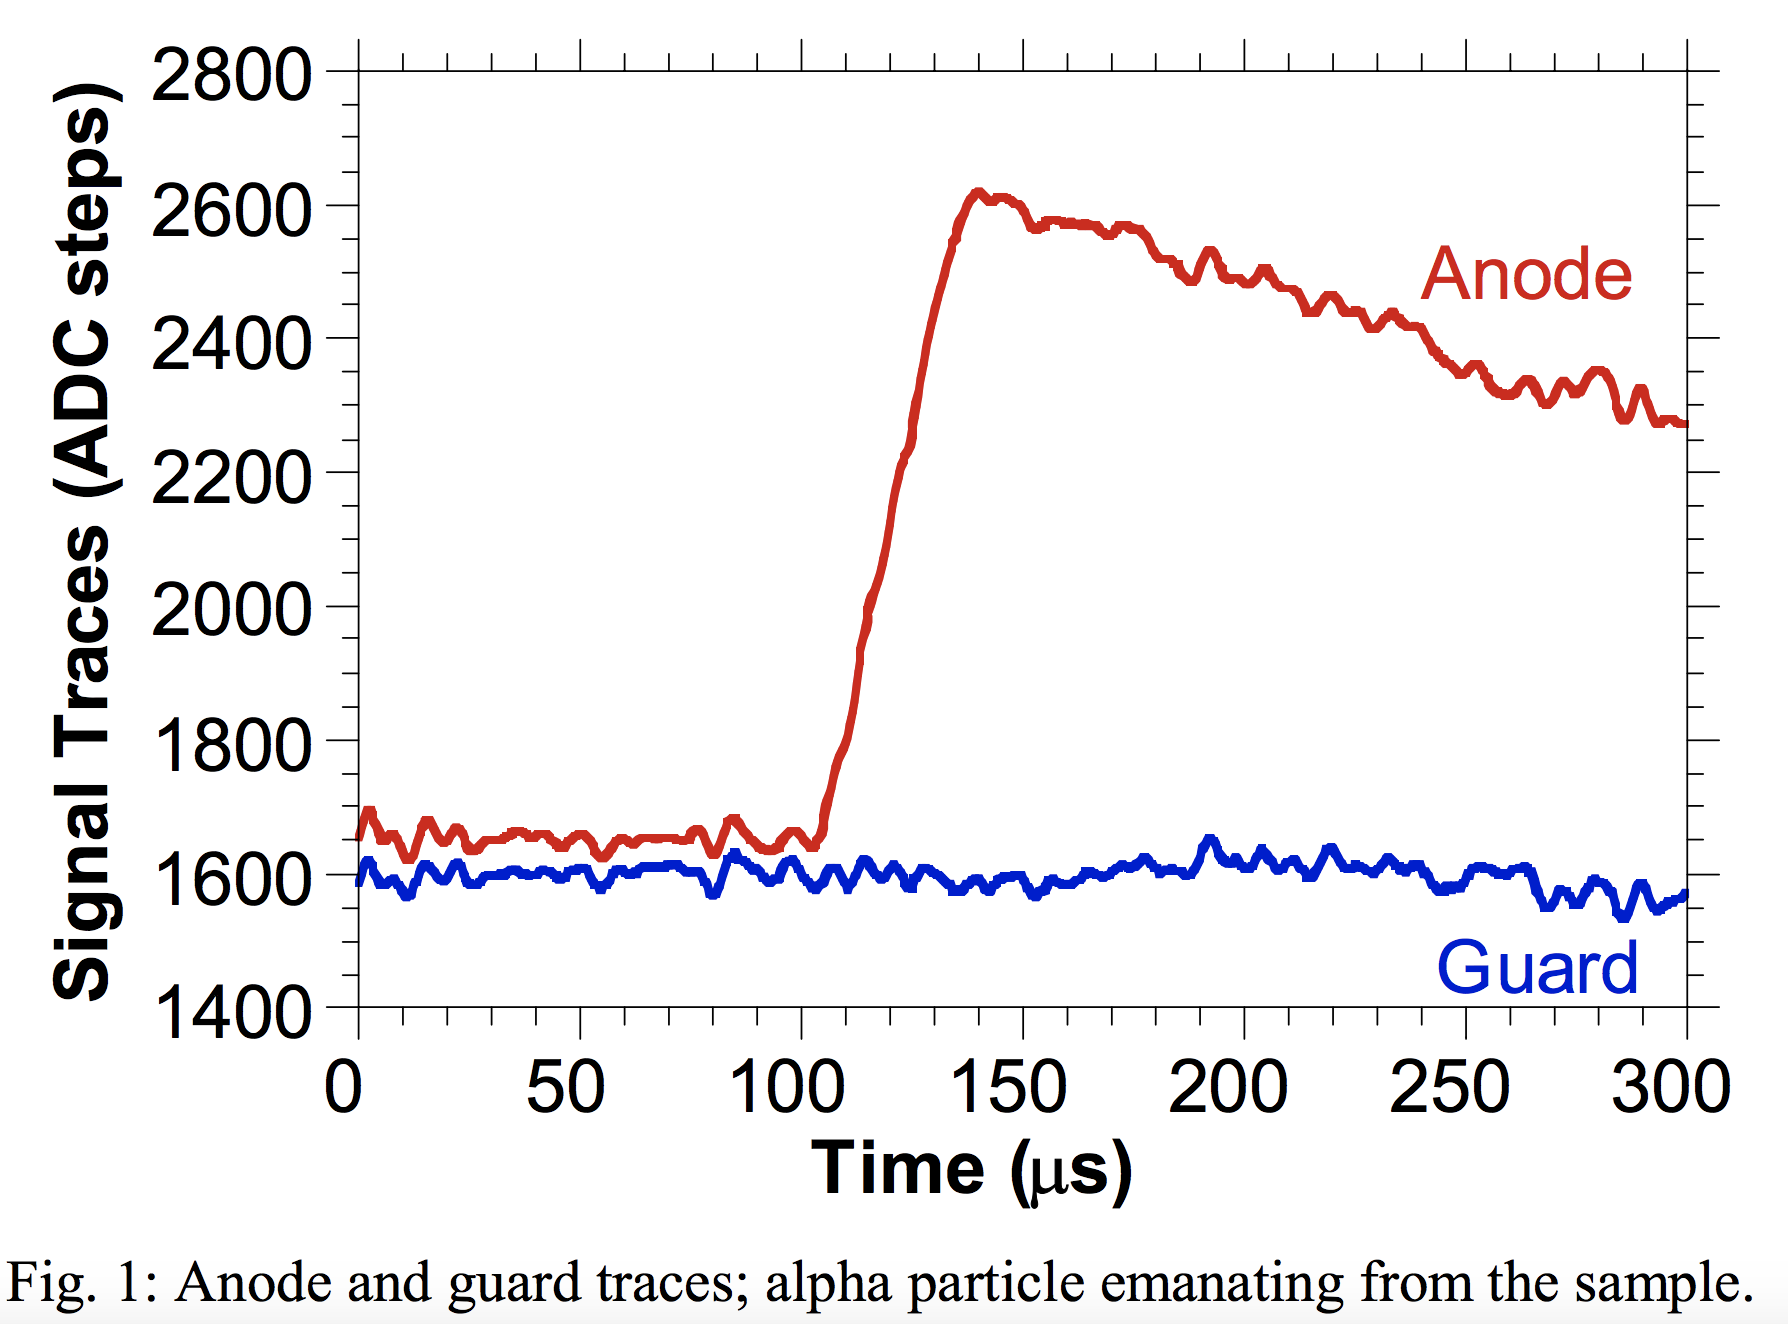 Signal Traces (ADC steps)
2800
2600
2400
2200
2000
1800
1600
1400
Anode
Guard
0 50 100 150 200 250 300
Time (μs)
Fig. 1: Anode and guard traces; alpha particle emanating from the sample.